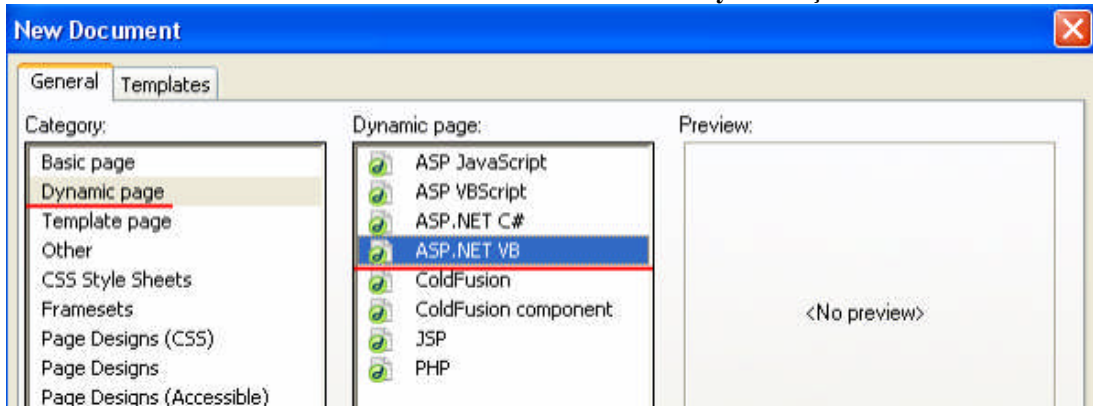 New Document
General Templates
Category:
Basic page
Dynamic page
Template page
Other
CSS Style Sheets
Framesets
Page Designs (CSS)
Page Designs
Page Designs (Accessible)
Dynamic page:
ASP JavaScript
ASP VBScript
ASP.NET C#
ASP.NET VB
ColdFusion
ColdFusion component
JSP
PHP
Preview:
<No preview>